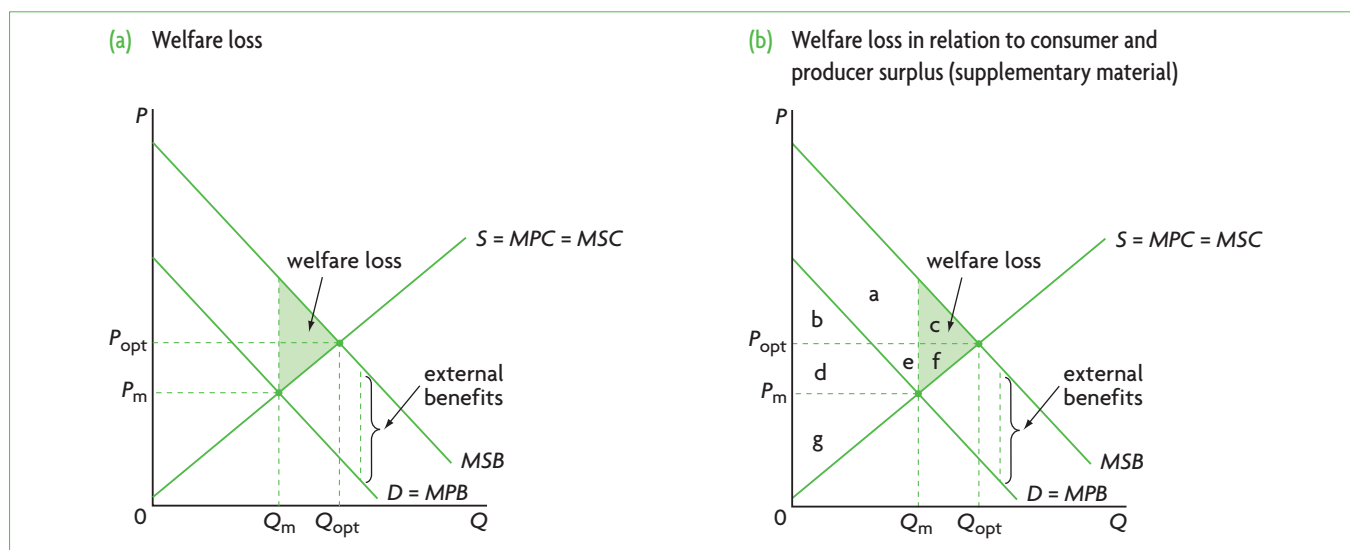 (a) Welfare loss
P
S = MPC = MSC
welfare loss
P_opt
P_m
external
benefits
MSB
D = MPB
0
Q_m
Q_opt
Q
(b) Welfare loss in relation to consumer and
producer surplus (supplementary material)
P
S = MPC = MSC
welfare loss
a
b
c
P_opt
e
f
d
P_m
external
benefits
g
MSB
D = MPB
0
Q_m
Q_opt
Q